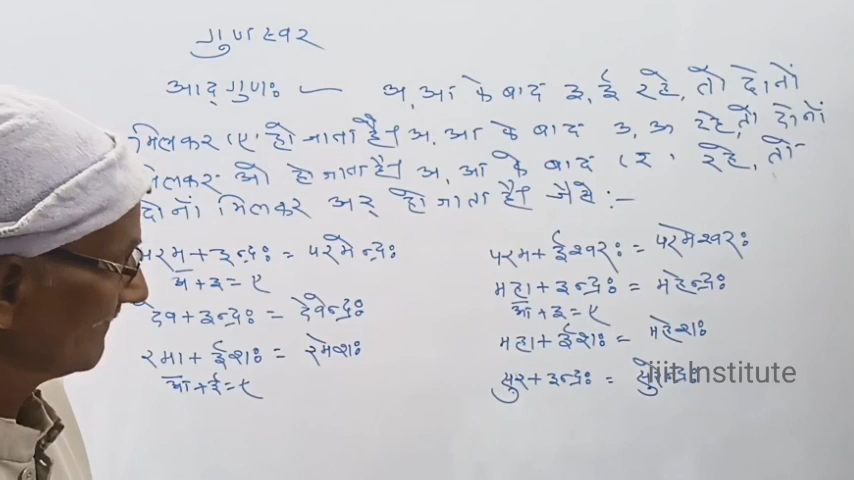 गुणस्वर
आद् गुणः — अ, आ के बाद इ, ई रहे, तो दोनों
मिलकर 'ए' हो जाता है। अ, आ के बाद उ, ऊ रहे, तो दोनों
मिलकर ओ हो जाता है। अ, आ के बाद रहे, तो
दोनों मिलकर अर् हो जाता है। जैसे :-
परम + इन्द्रः = परमेन्द्रः
अ + इ = ए
देव + इन्द्रः = देवेन्द्रः
रमा + ईशः = रमेशः
आ + ई = ए
परम + ईश्वरः = परमेश्वरः
महा + इन्द्रः = महेन्द्रः
आ + इ = ए
महा + ईशः = महेशः
सुर + इन्द्रः = सुरेन्द्रः
jiit Institute